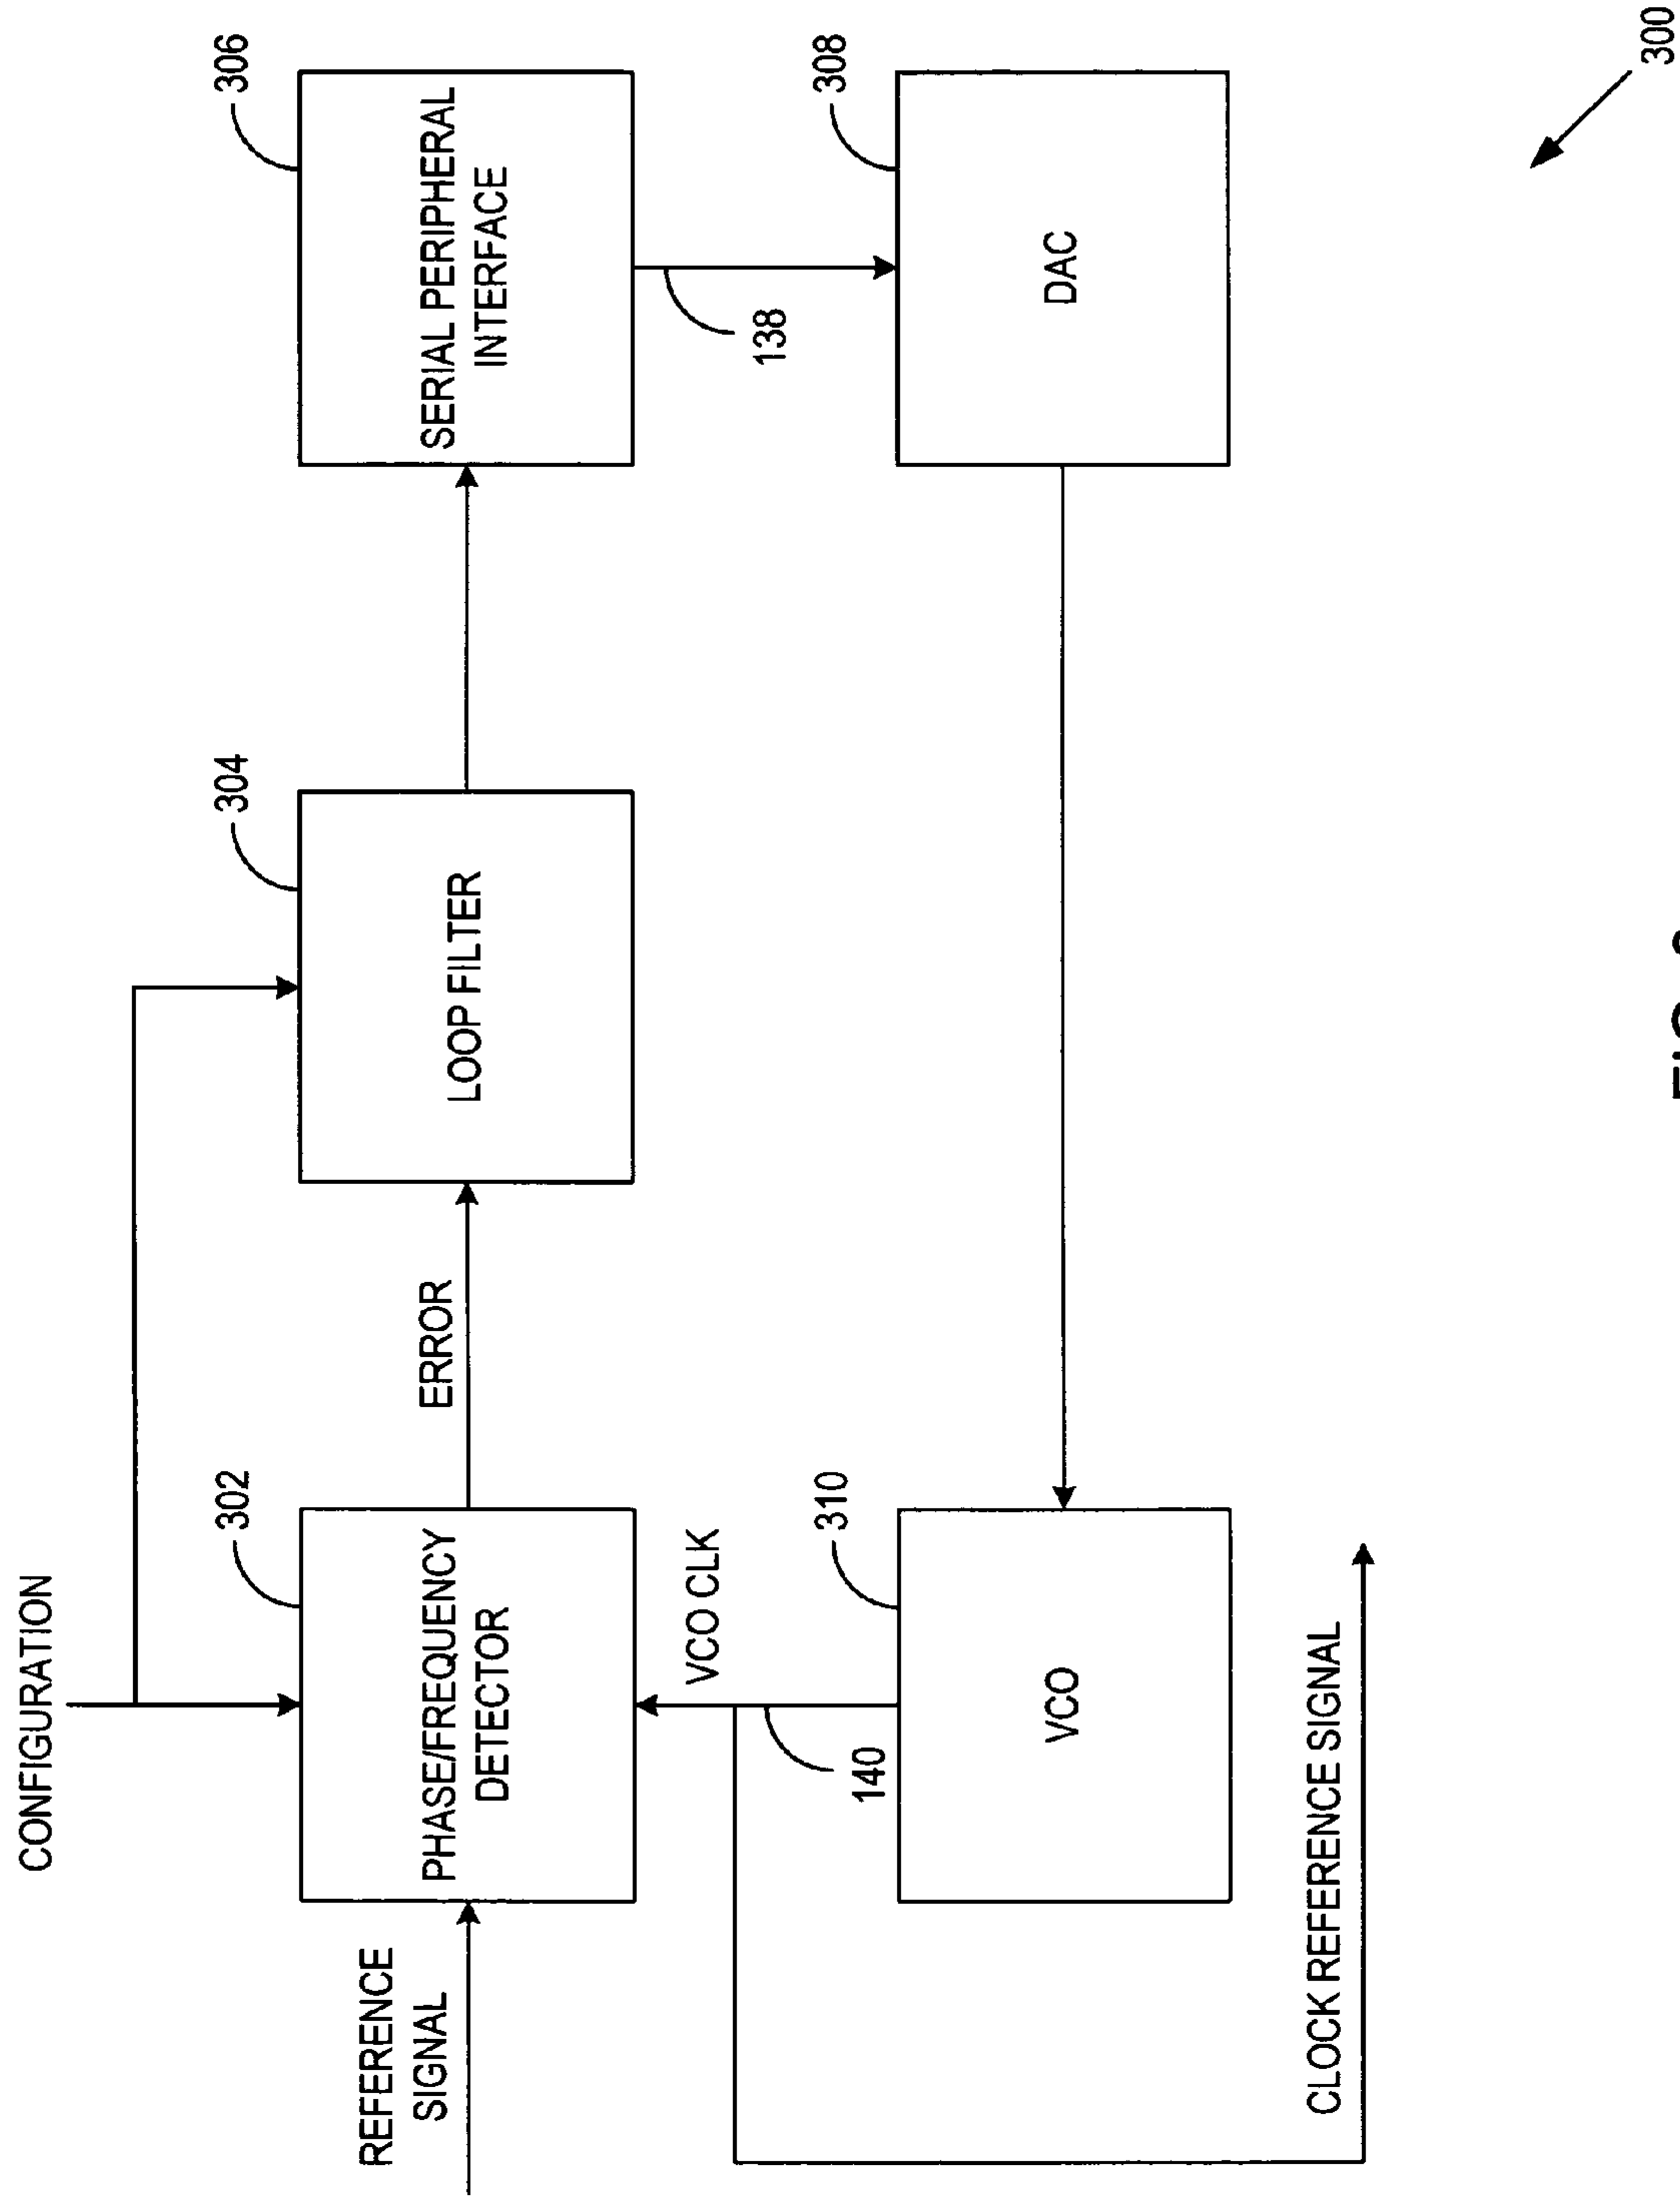 CONFIGURATION
302
304
306
REFERENCE
SIGNAL
PHASE/FREQUENCY
DETECTOR
ERROR
LOOP FILTER
SERIAL PERIPHERAL
INTERFACE
VCO CLK
138
140
310
308
VCO
DAC
CLOCK REFERENCE SIGNAL
300